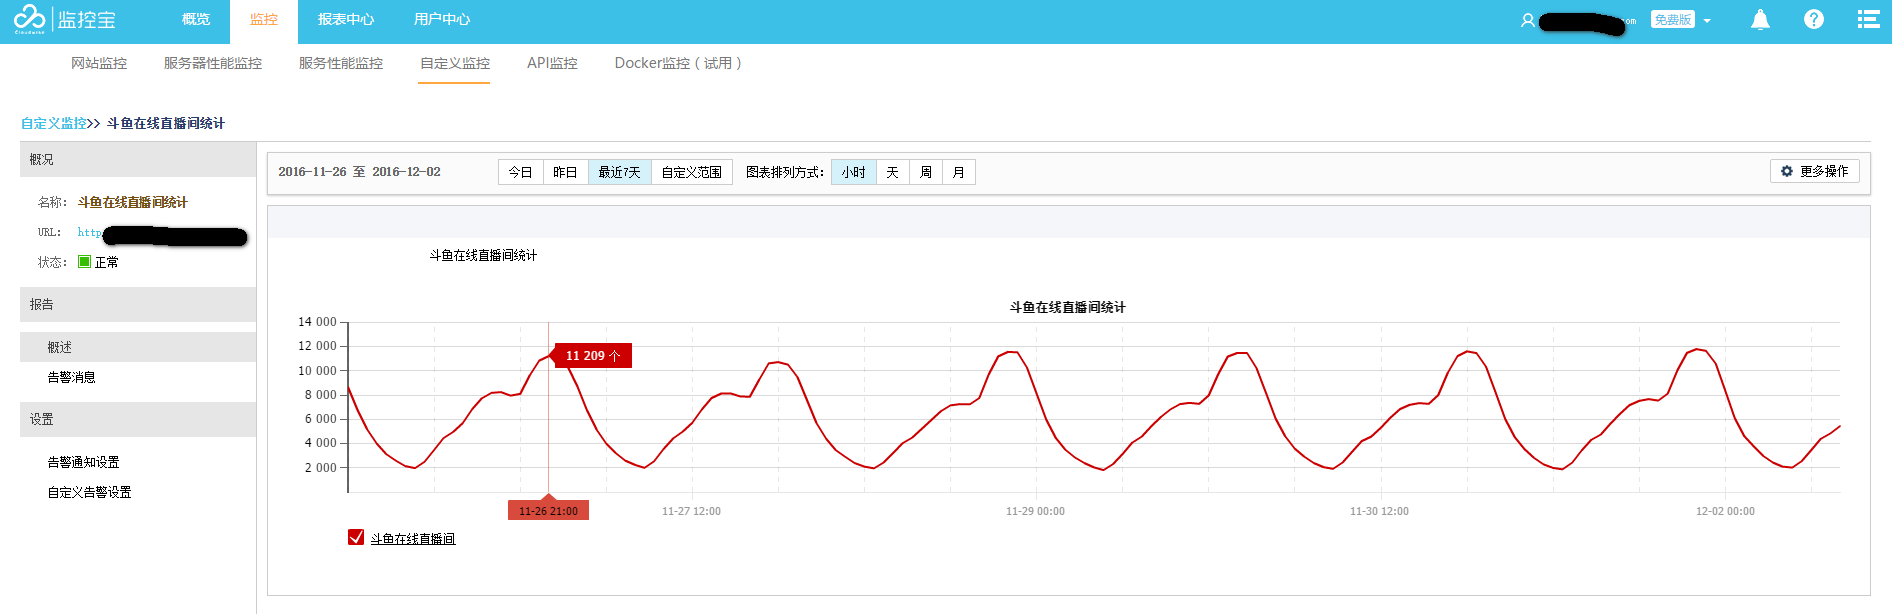 监控宝 概览 监控 报表中心 用户中心 om 免费版
Cloudwise
网站监控 服务器性能监控 服务性能监控 自定义监控 API监控 Docker监控（试用）
自定义监控>> 斗鱼在线直播间统计
概况
名称： 斗鱼在线直播间统计
URL： http
状态： 正常
报告
概述
告警消息
设置
告警通知设置
自定义告警设置
2016-11-26 至 2016-12-02 今日 昨日 最近7天 自定义范围 图表排列方式： 小时 天 周 月 更多操作
斗鱼在线直播间统计
斗鱼在线直播间统计
14 000
12 000
10 000
8 000
6 000
4 000
2 000
11 209 个
11-26 21:00 11-27 12:00 11-29 00:00 11-30 12:00 12-02 00:00
斗鱼在线直播间